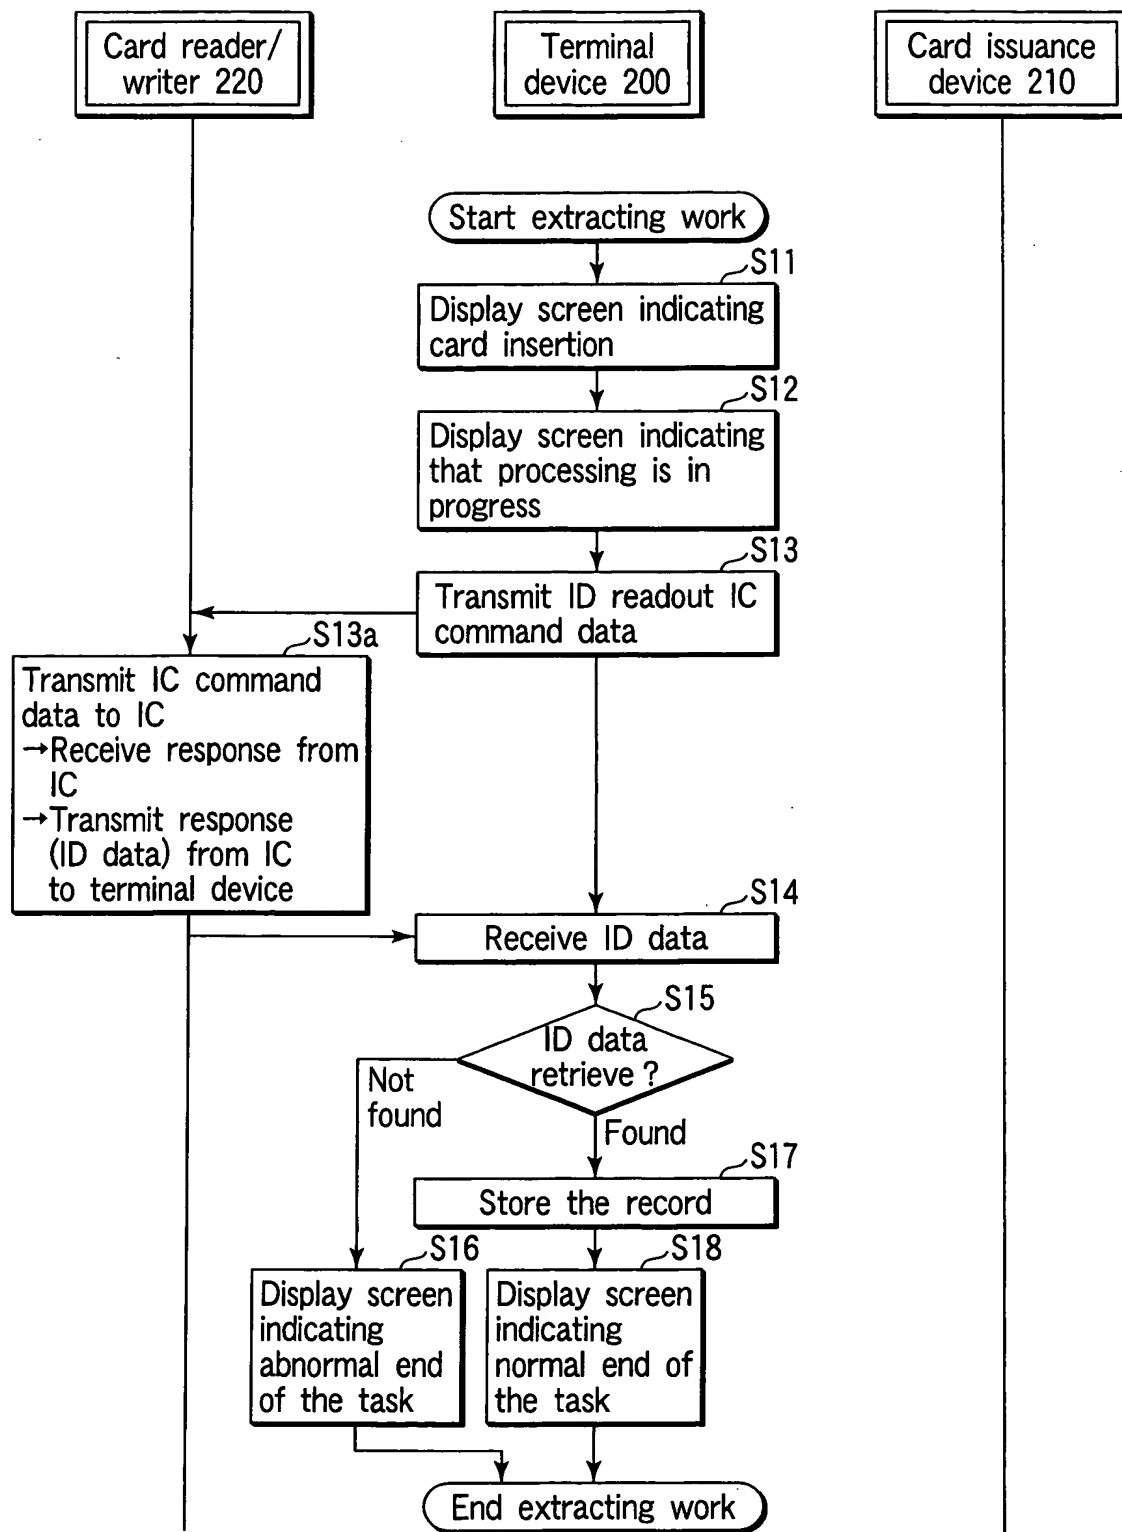 Card reader/
writer 220
Terminal
device 200
Card issuance
device 210
Start extracting work
S11
Display screen indicating
card insertion
S12
Display screen indicating
that processing is in
progress
S13
Transmit ID readout IC
command data
S13a
Transmit IC command
data to IC
→Receive response from
IC
→Transmit response
(ID data) from IC
to terminal device
S14
Receive ID data
S15
ID data
retrieve ?
Not
found
Found
S17
Store the record
S16
Display screen
indicating
abnormal end
of the task
S18
Display screen
indicating
normal end of
the task
End extracting work